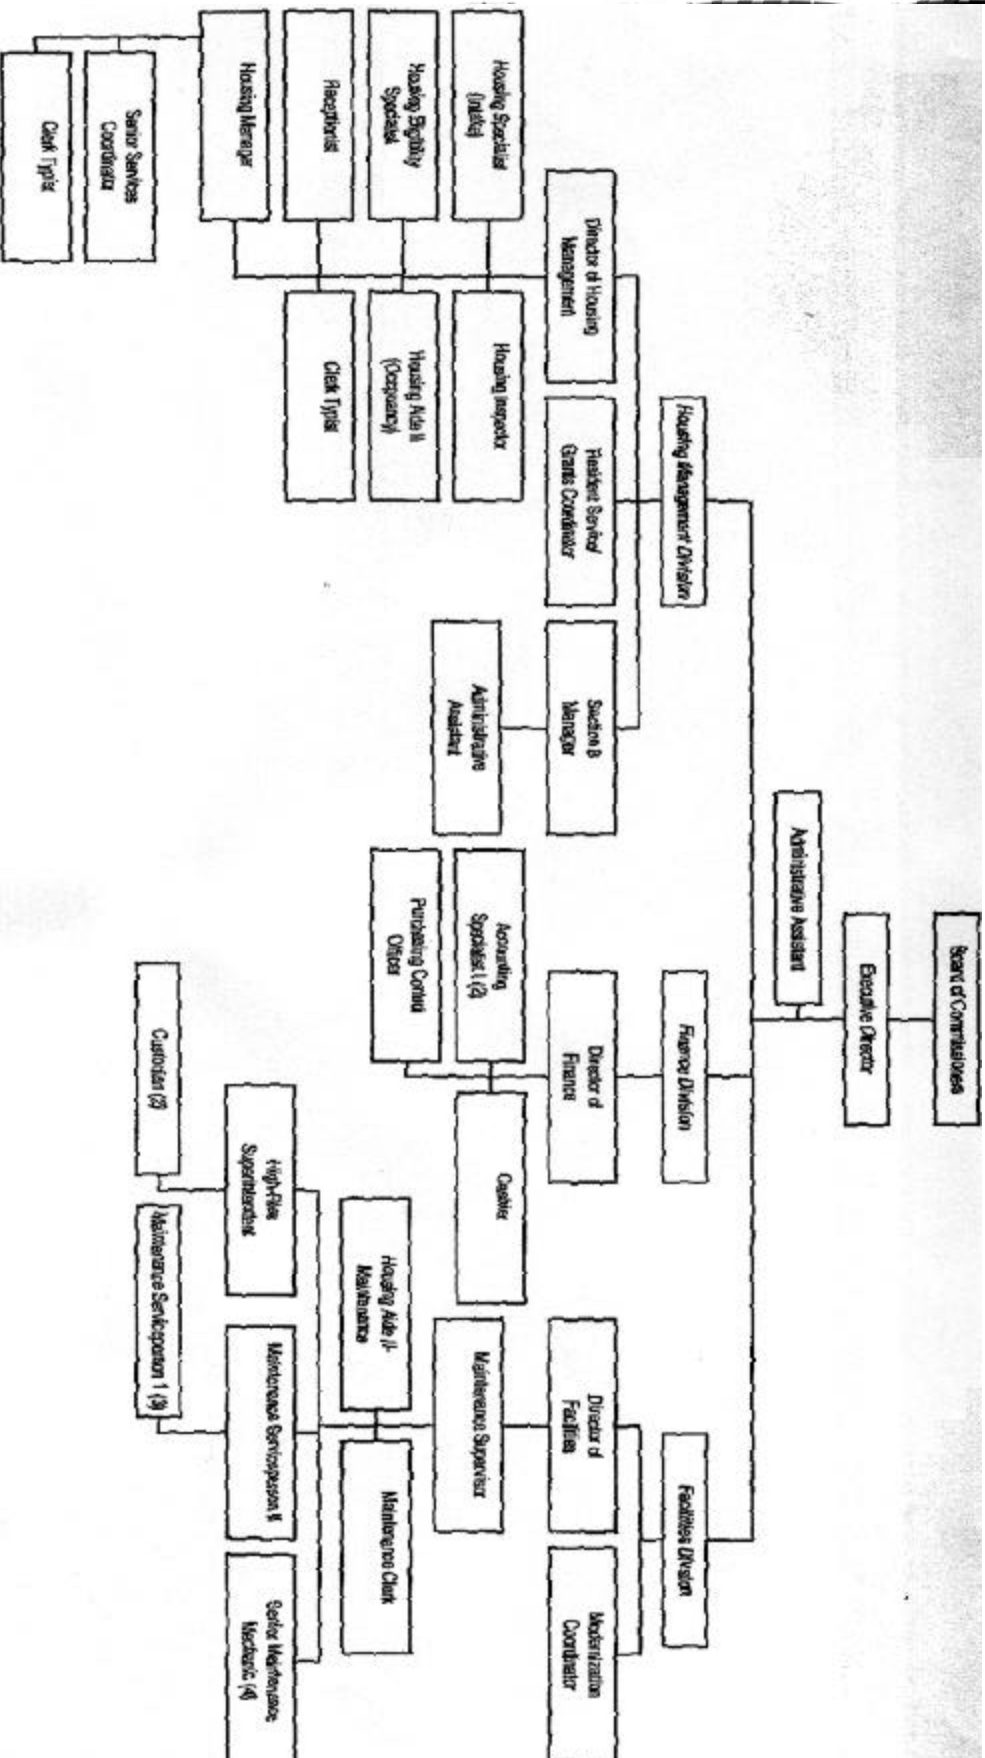 Board of Commissioners
Executive Director
Administrative Assistant
Housing Management Division
Finance Division
Facilities Division
Director of Housing
Management
Resident Service/
Grants Coordinator
Section 8
Manager
Director of
Finance
Director of
Facilities
Modernization
Coordinator
Housing Specialist
(Intake)
Housing Inspector
Administrative
Assistant
Accounting
Specialist I (2)
Cashier
Maintenance Supervisor
Housing Eligibility
Specialist
Housing Aide II
(Occpuancy)
Purchasing Control
Officer
Housing Aide II-
Maintenance
Maintenance Clerk
Receptionist
Clerk Typist
Housing Manager
High-Rise
Superintendent
Maintenance Serviceperson II
Senior Maintenance
Mechanic (4)
Senior Services
Coordinator
Custodian (2)
Maintenance Serviceperson 1 (3)
Clerk Typist